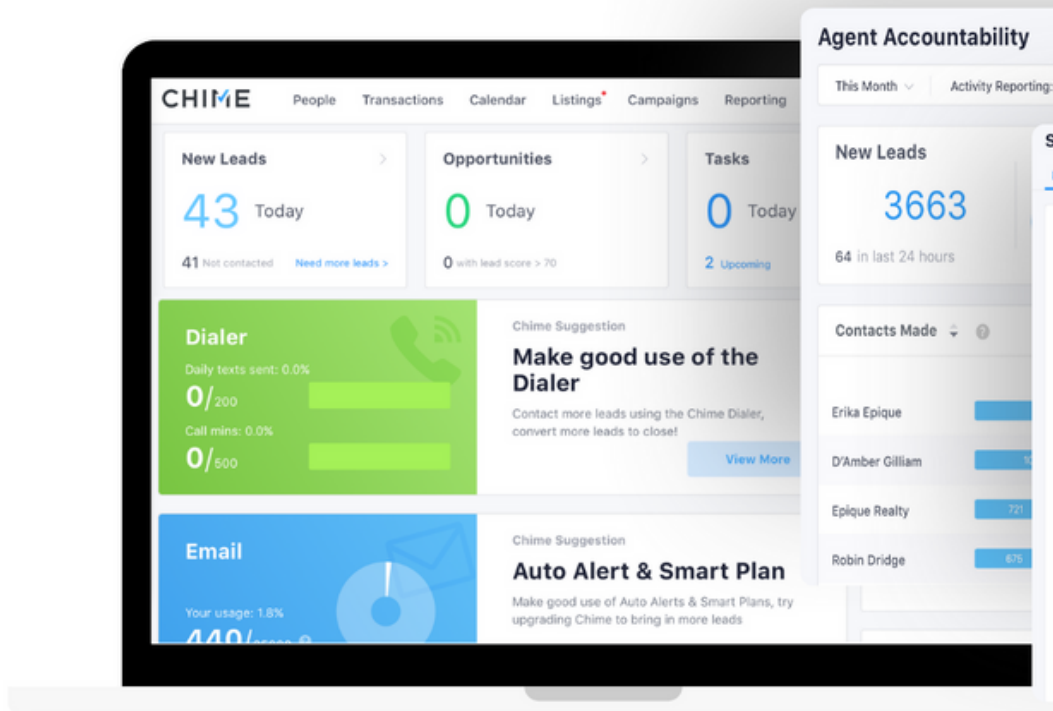 CHIME People Transactions Calendar Listings Campaigns Reporting
New Leads
43 Today
41 Not contacted Need more leads >
Opportunities
0 Today
0 with lead score > 70
Tasks
0 Today
2 Upcoming
Dialer
Daily texts sent: 0.0%
0/200
Call mins: 0.0%
0/500
Chime Suggestion
Make good use of the
Dialer
Contact more leads using the Chime Dialer,
convert more leads to close!
View More
Email
Your usage: 1.8%
440/
Chime Suggestion
Auto Alert & Smart Plan
Make good use of Auto Alerts & Smart Plans, try
upgrading Chime to bring in more leads
Agent Accountability
This Month Activity Reporting:
New Leads
3663
64 in last 24 hours
Contacts Made
Erika Epique
D'Amber Gilliam
Epique Realty 721
Robin Dridge 675